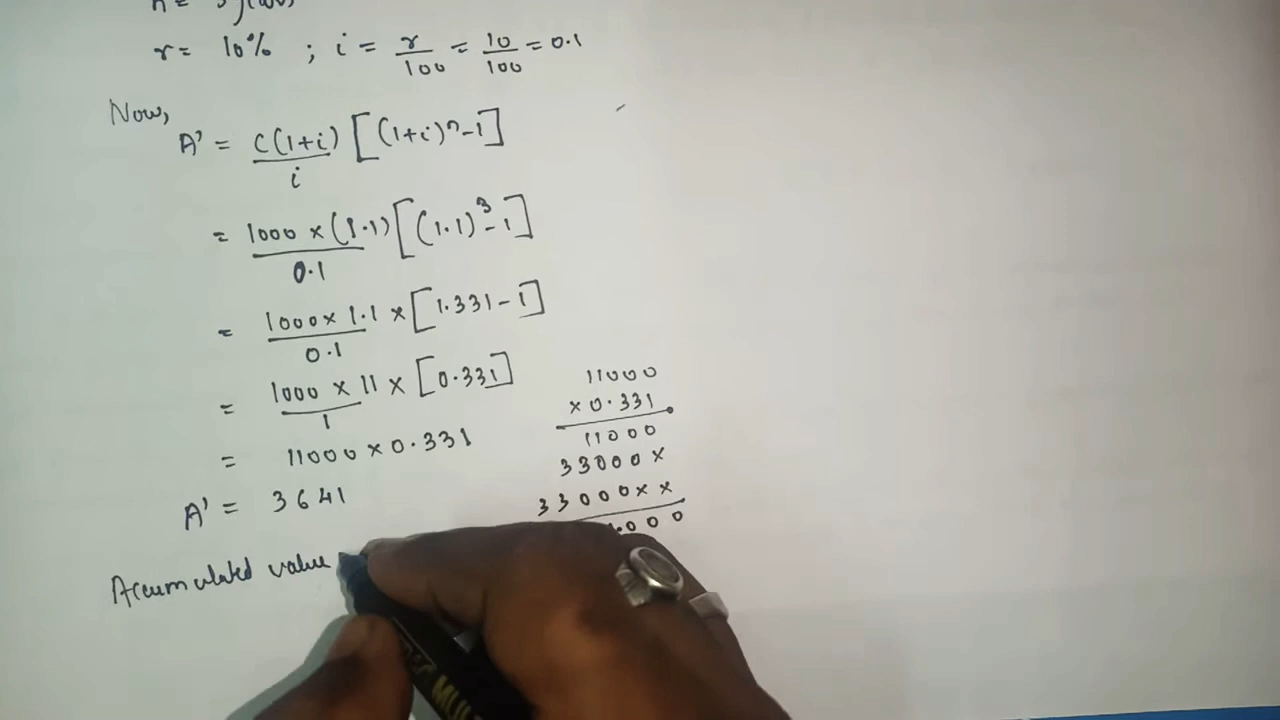 r = 10% ; i = r/100 = 10/100 = 0.1
Now,
A' = C(1+i)/i [(1+i)^n - 1]
= 1000 × (1.1)/0.1 [(1.1)^3 - 1]
= 1000 × 1.1/0.1 × [1.331 - 1]
= 1000 × 11/1 × [0.331]
= 11000 × 0.331
A' = 3641
Accumulated value
11000
× 0.331
11000
33000×
33000××
.000